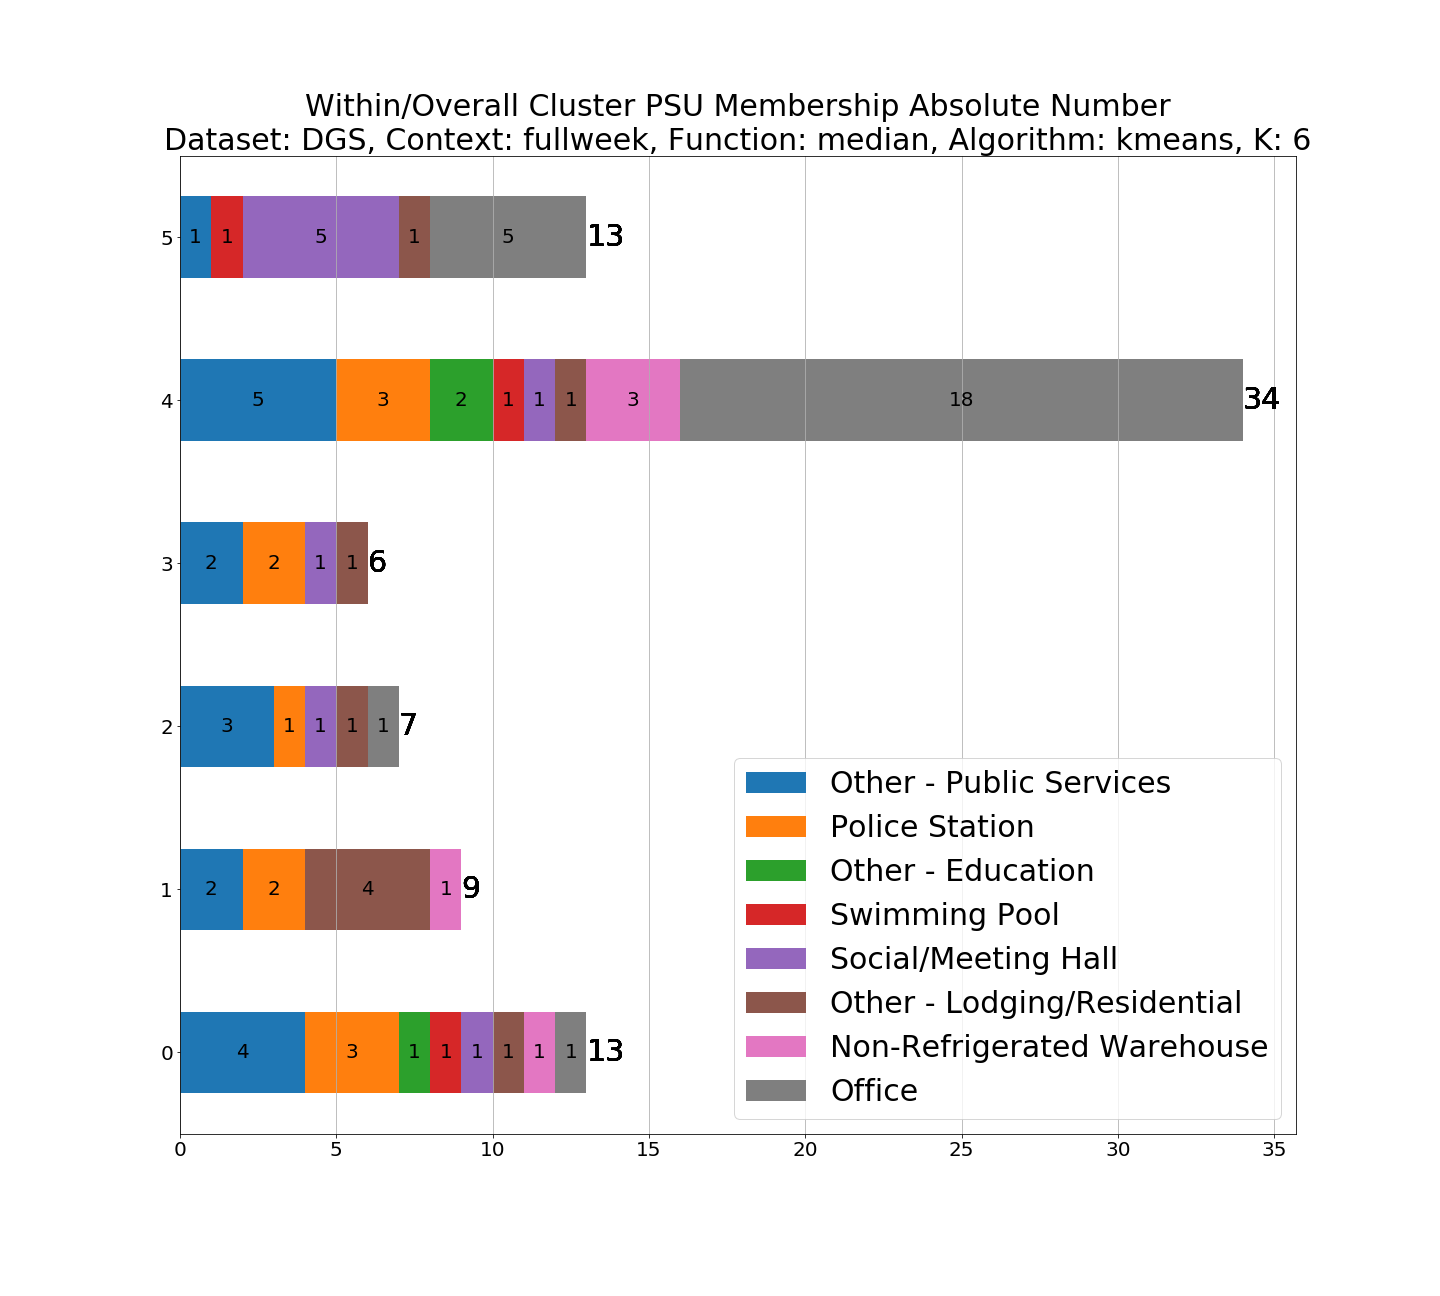 Within/Overall Cluster PSU Membership Absolute Number
Dataset: DGS, Context: fullweek, Function: median, Algorithm: kmeans, K: 6
5
1 1 5 1 5 13
4
5 3 2 1 1 1 3 18 34
3
2 2 1 1 6
2
3 1 1 1 1 7
1
2 2 4 1 9
0
4 3 1 1 1 1 1 1 13
Other - Public Services
Police Station
Other - Education
Swimming Pool
Social/Meeting Hall
Other - Lodging/Residential
Non-Refrigerated Warehouse
Office
0 5 10 15 20 25 30 35